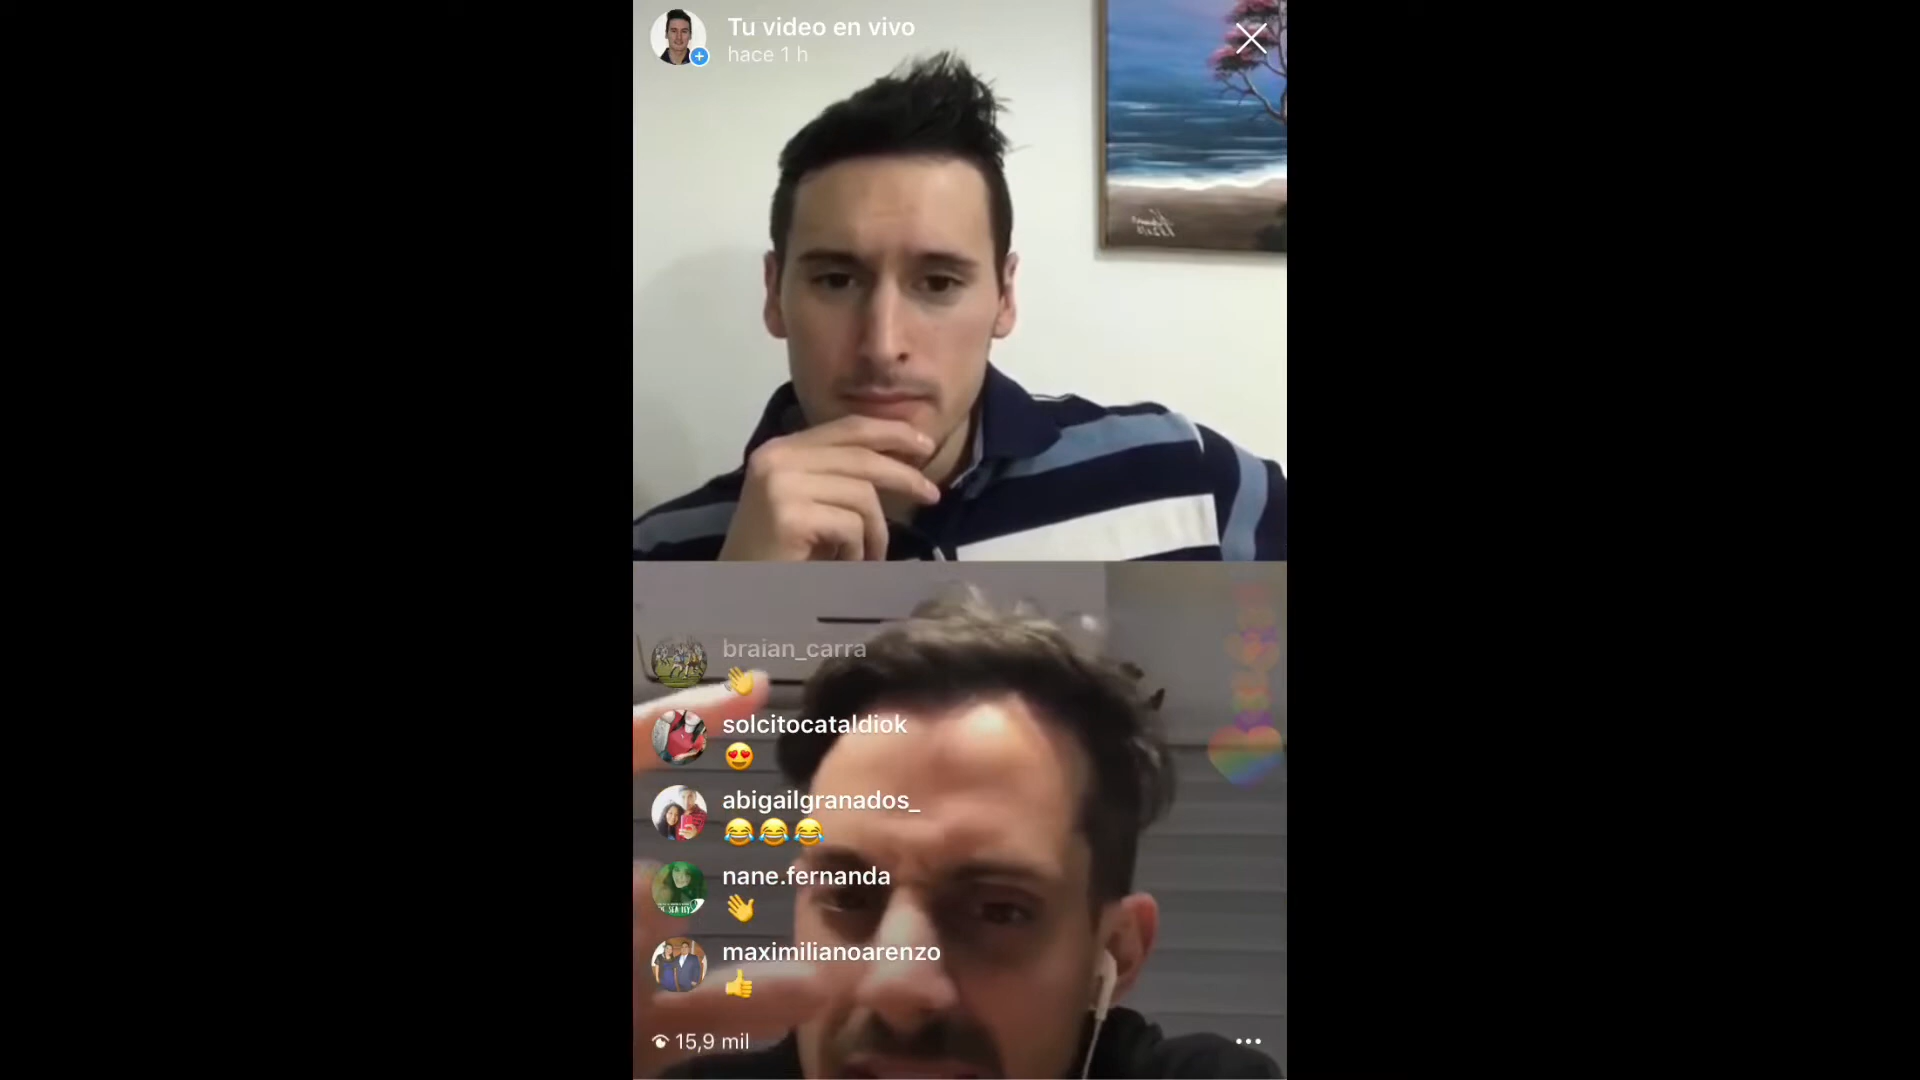 Tu video en vivo
hace 1 h
braian_carra
solcitocataldiok
abigailgranados_
nane.fernanda
maximilianoarenzo
15,9 mil